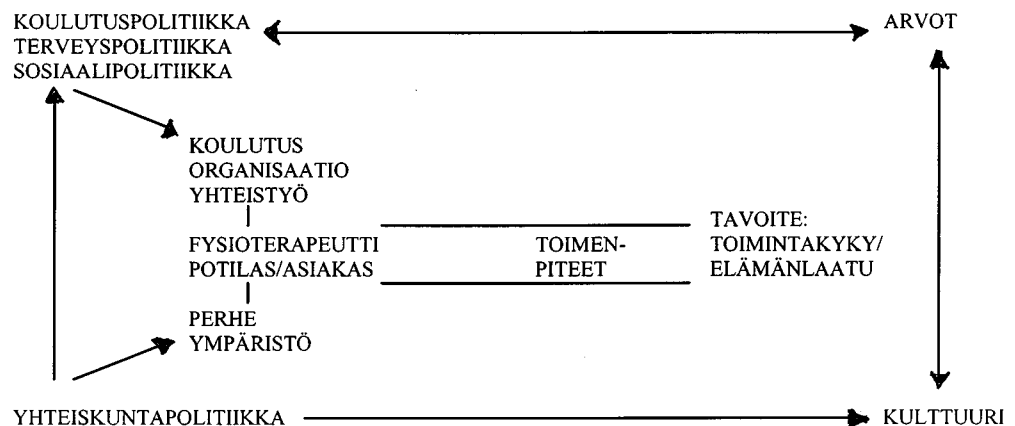 KOULUTUSPOLITIIKKA
TERVEYSPOLITIIKKA
SOSIAALIPOLITIIKKA
ARVOT
KOULUTUS
ORGANISAATIO
YHTEISTYÖ
FYSIOTERAPEUTTI
POTILAS/ASIAKAS
TOIMEN-
PITEET
TAVOITE:
TOIMINTAKYKY/
ELÄMÄNLAATU
PERHE
YMPÄRISTÖ
YHTEISKUNTAPOLITIIKKA
KULTTUURI